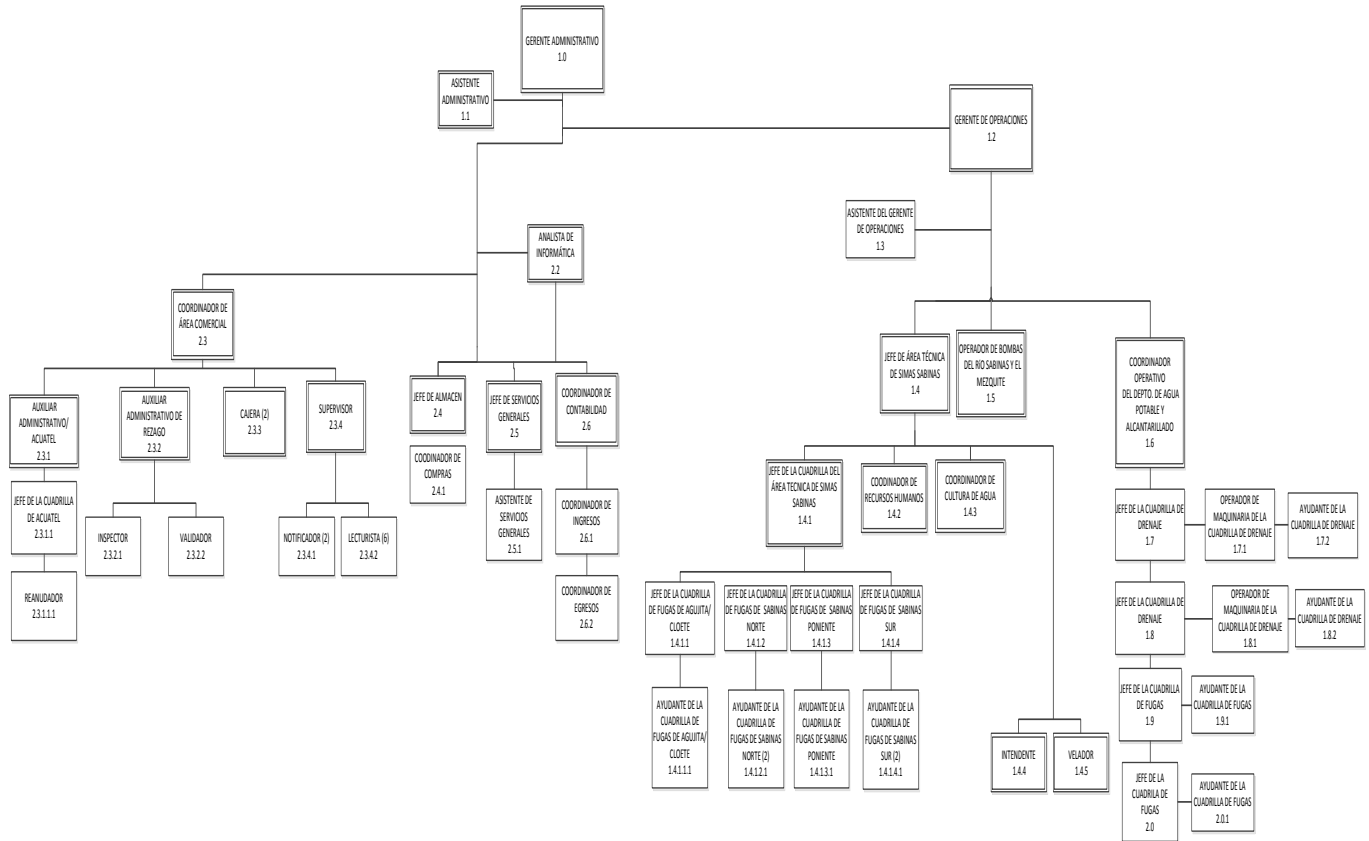 GERENTE ADMINISTRATIVO
1.0
ASISTENTE
ADMINISTRATIVO
1.1
GERENTE DE OPERACIONES
1.2
ASISTENTE DEL GERENTE
DE OPERACIONES
1.3
ANALISTA DE
INFORMÁTICA
2.2
COORDINADOR DE
ÁREA COMERCIAL
2.3
JEFE DE ÁREA TÉCNICA
DE SIMAS SABINAS
1.4
OPERADOR DE BOMBAS
DEL RÍO SABINAS Y EL
MEZQUITE
1.5
COORDINADOR
OPERATIVO
DEL DEPTO. DE AGUA
POTABLE Y
ALCANTARILLADO
1.6
AUXILIAR
ADMINISTRATIVO/
ACUATEL
2.3.1
AUXILIAR
ADMINISTRATIVO DE
REZAGO
2.3.2
CAJERA (2)
2.3.3
SUPERVISOR
2.3.4
JEFE DE ALMACEN
2.4
JEFE DE SERVICIOS
GENERALES
2.5
COORDINADOR DE
CONTABILIDAD
2.6
COODINADOR DE
COMPRAS
2.4.1
JEFE DE LA CUADRILLA
DE ACUATEL
2.3.1.1
INSPECTOR
2.3.2.1
VALIDADOR
2.3.2.2
NOTIFICADOR (2)
2.3.4.1
LECTURISTA (6)
2.3.4.2
ASISTENTE DE
SERVICIOS
GENERALES
2.5.1
COORDINADOR DE
INGRESOS
2.6.1
REANUDADOR
2.3.1.1.1
COORDINADOR DE
EGRESOS
2.6.2
JEFE DE LA CUADRILLA DEL
ÁREA TECNICA DE SIMAS
SABINAS
1.4.1
COORDINADOR DE
RECURSOS HUMANOS
1.4.2
COORDINADOR DE
CULTURA DE AGUA
1.4.3
JEFE DE LA CUADRILLA DE
DRENAJE
1.7
OPERADOR DE
MAQUINARIA DE LA
CUADRILLA DE DRENAJE
1.7.1
AYUDANTE DE LA
CUADRILLA DE DRENAJE
1.7.2
JEFE DE LA CUADRILLA
DE FUGAS DE AGUJITA/
CLOETE
1.4.1.1
JEFE DE LA CUADRILLA
DE FUGAS DE SABINAS
NORTE
1.4.1.2
JEFE DE LA CUADRILLA
DE FUGAS DE SABINAS
PONIENTE
1.4.1.3
JEFE DE LA CUADRILLA
DE FUGAS DE SABINAS
SUR
1.4.1.4
JEFE DE LA CUADRILLA DE
DRENAJE
1.8
OPERADOR DE
MAQUINARIA DE LA
CUADRILLA DE DRENAJE
1.8.1
AYUDANTE DE LA
CUADRILLA DE DRENAJE
1.8.2
AYUDANTE DE LA
CUADRILLA DE
FUGAS DE AGUJITA/
CLOETE
1.4.1.1.1
AYUDANTE DE LA
CUADRILLA DE
FUGAS DE SABINAS
NORTE (2)
1.4.1.2.1
AYUDANTE DE LA
CUADRILLA DE
FUGAS DE SABINAS
PONIENTE
1.4.1.3.1
AYUDANTE DE LA
CUADRILLA DE
FUGAS DE SABINAS
SUR (2)
1.4.1.4.1
INTENDENTE
1.4.4
VELADOR
1.4.5
JEFE DE LA CUADRILLA
DE FUGAS
1.9
AYUDANTE DE LA
CUADRILLA DE FUGAS
1.9.1
JEFE DE LA
CUADRILA DE
FUGAS
2.0
AYUDANTE DE LA
CUADRILLA DE FUGAS
2.0.1